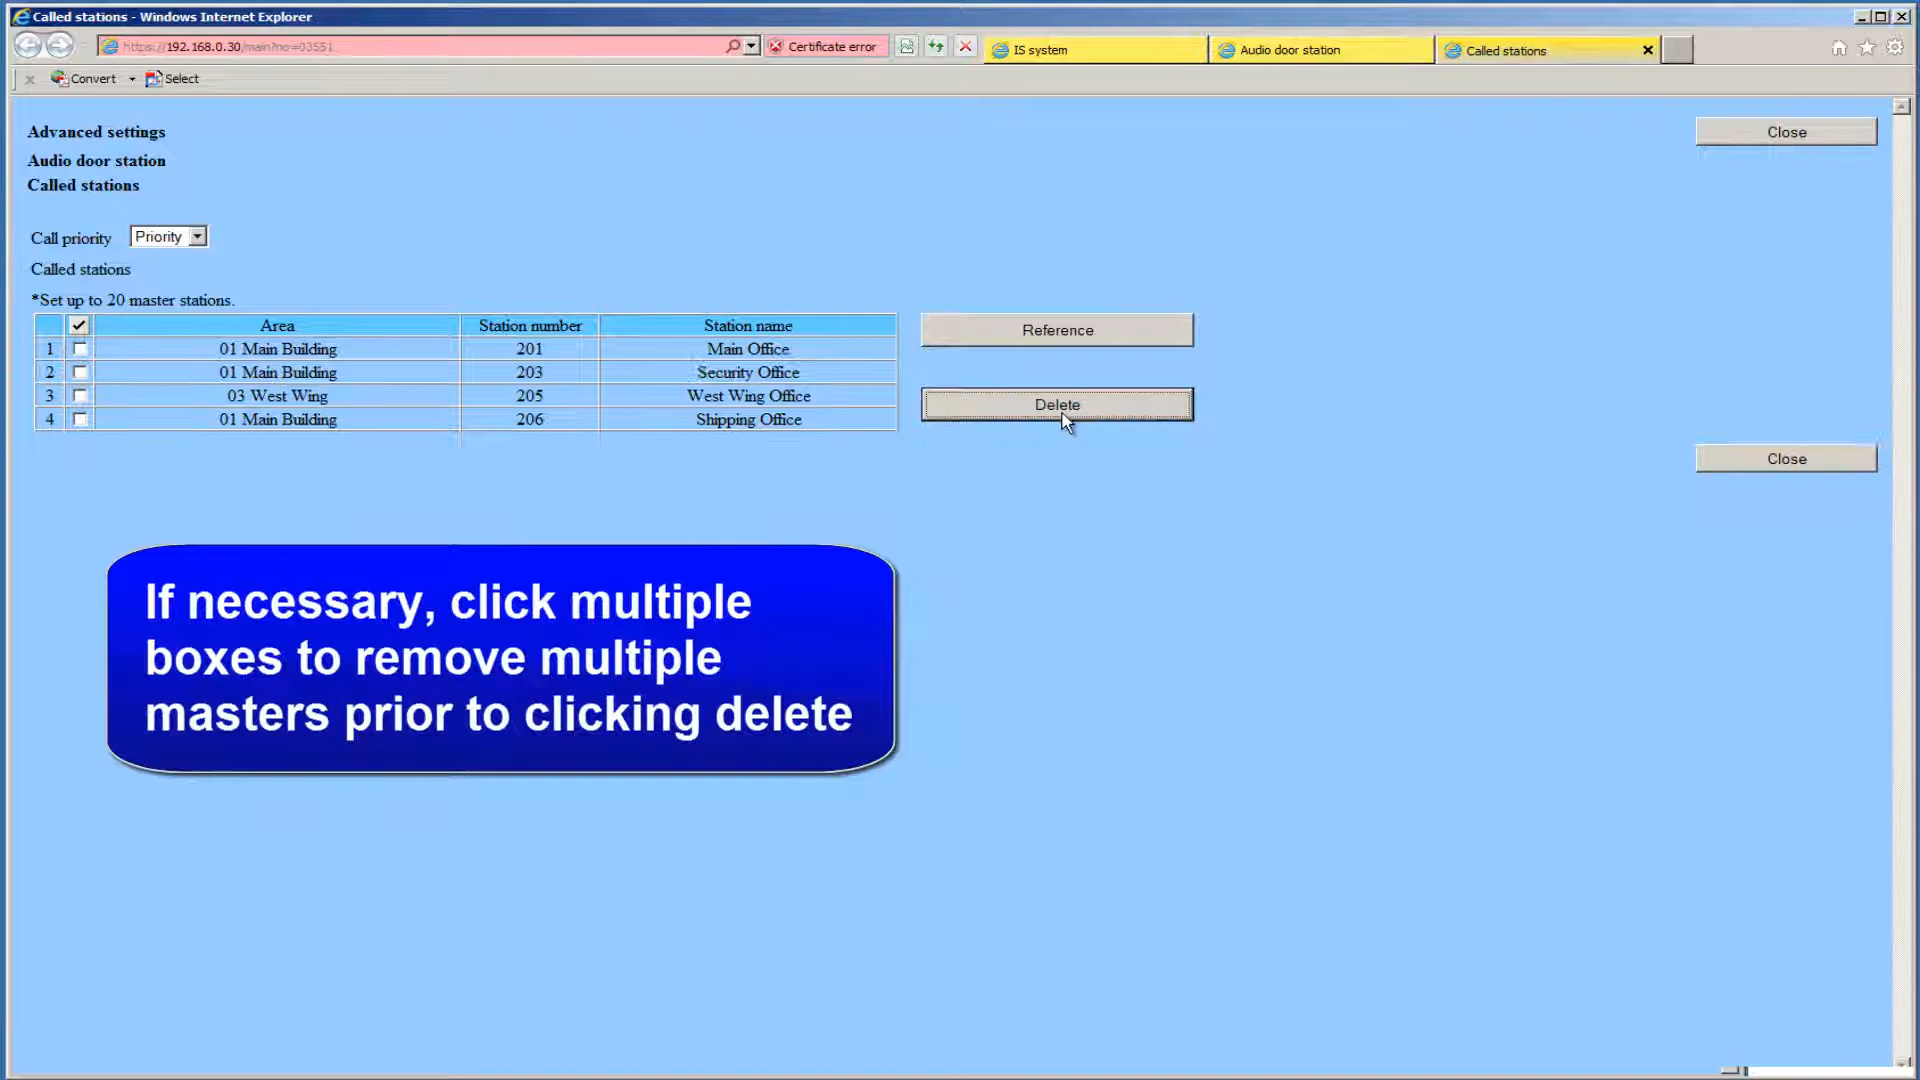 Called stations - Windows Internet Explorer
https://192.168.0.30/main?no=03551
Certificate error
IS system
Audio door station
Called stations
Convert
Select
Advanced settings
Close
Audio door station
Called stations
Call priority Priority
Called stations
*Set up to 20 master stations.
Area Station number Station name
1 01 Main Building 201 Main Office
2 01 Main Building 203 Security Office
3 03 West Wing 205 West Wing Office
4 01 Main Building 206 Shipping Office
Reference
Delete
Close
If necessary, click multiple
boxes to remove multiple
masters prior to clicking delete